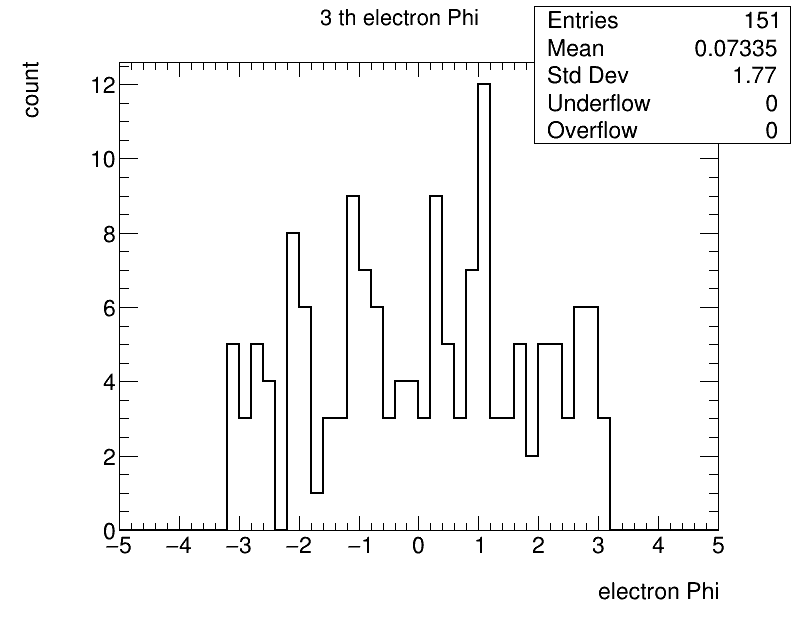 3 th electron Phi
Entries 151
Mean 0.07335
Std Dev 1.77
Underflow 0
Overflow 0
count
12
10
8
6
4
2
0
−5 −4 −3 −2 −1 0 1 2 3 4 5
electron Phi